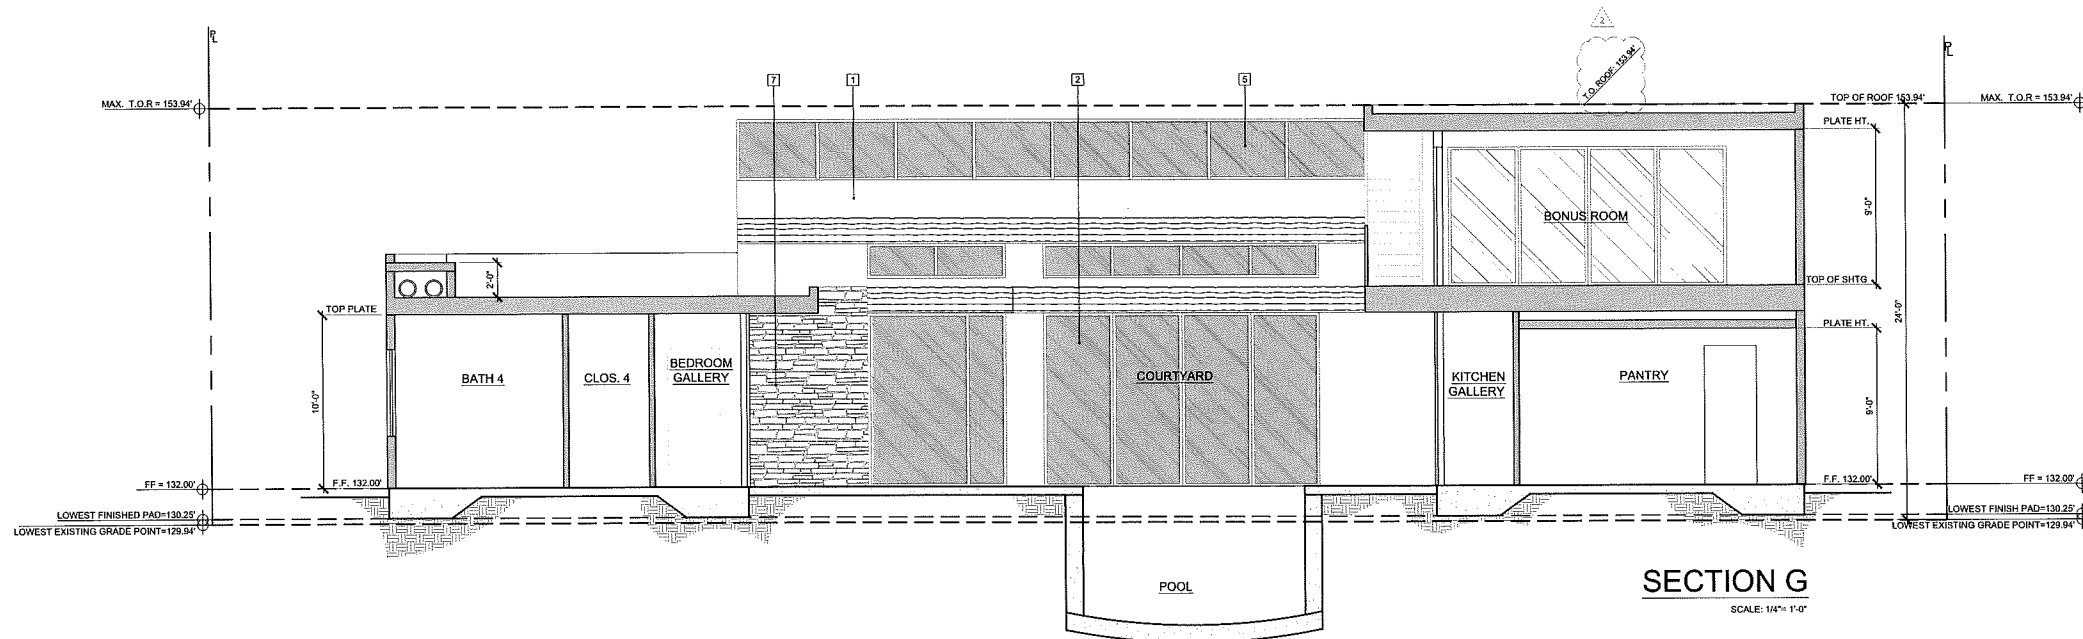 PL
PL
2
T.O. ROOF: 153.94'
7
1
2
5
MAX. T.O.R = 153.94'
TOP OF ROOF 153.94'
MAX. T.O.R = 153.94'
PLATE HT.
BONUS ROOM
9'-0"
2'-0"
TOP OF SHTG
24'-0"
TOP PLATE
PLATE HT.
10'-0"
BATH 4
CLOS. 4
BEDROOM
GALLERY
COURTYARD
KITCHEN
GALLERY
PANTRY
9'-0"
FF = 132.00'
F.F. 132.00'
F.F. 132.00'
FF = 132.00'
LOWEST FINISHED PAD=130.25'
LOWEST FINISH PAD=130.25'
LOWEST EXISTING GRADE POINT=129.94'
LOWEST EXISTING GRADE POINT=129.94'
POOL
SECTION G
SCALE: 1/4"= 1'-0"